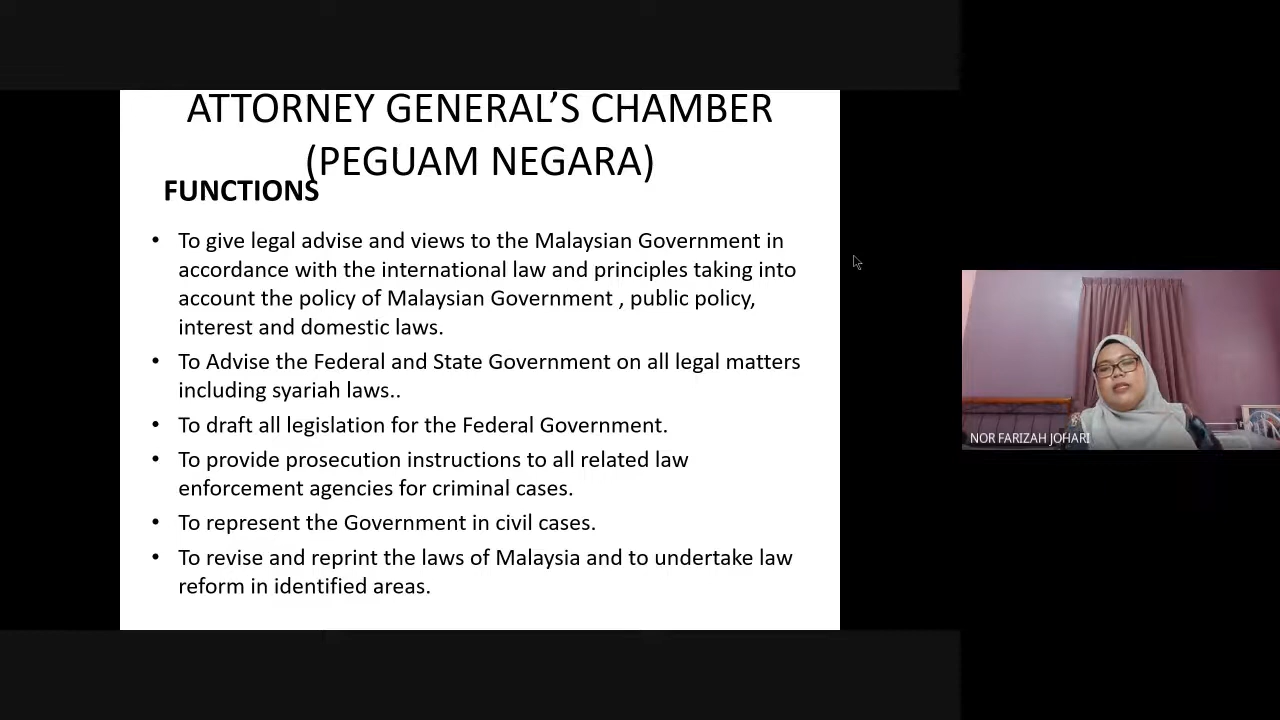 ATTORNEY GENERAL’S CHAMBER
(PEGUAM NEGARA)
FUNCTIONS
• To give legal advise and views to the Malaysian Government in
accordance with the international law and principles taking into
account the policy of Malaysian Government , public policy,
interest and domestic laws.
• To Advise the Federal and State Government on all legal matters
including syariah laws..
• To draft all legislation for the Federal Government.
• To provide prosecution instructions to all related law
enforcement agencies for criminal cases.
• To represent the Government in civil cases.
• To revise and reprint the laws of Malaysia and to undertake law
reform in identified areas.
NOR FARIZAH JOHARI